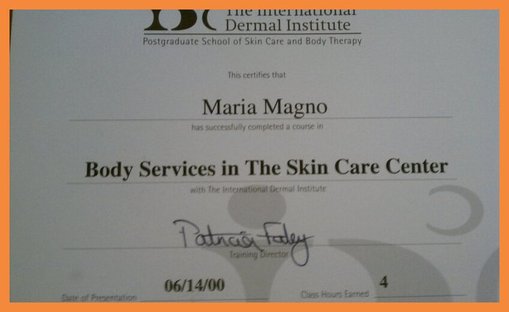 The International
Dermal Institute
Postgraduate School of Skin Care and Body Therapy
This certifies that
Maria Magno
has successfully completed a course in
Body Services in The Skin Care Center
with The International Dermal Institute
Patricia Foley
Training Director
06/14/00
4
Date of Presentation
Class Hours Earned